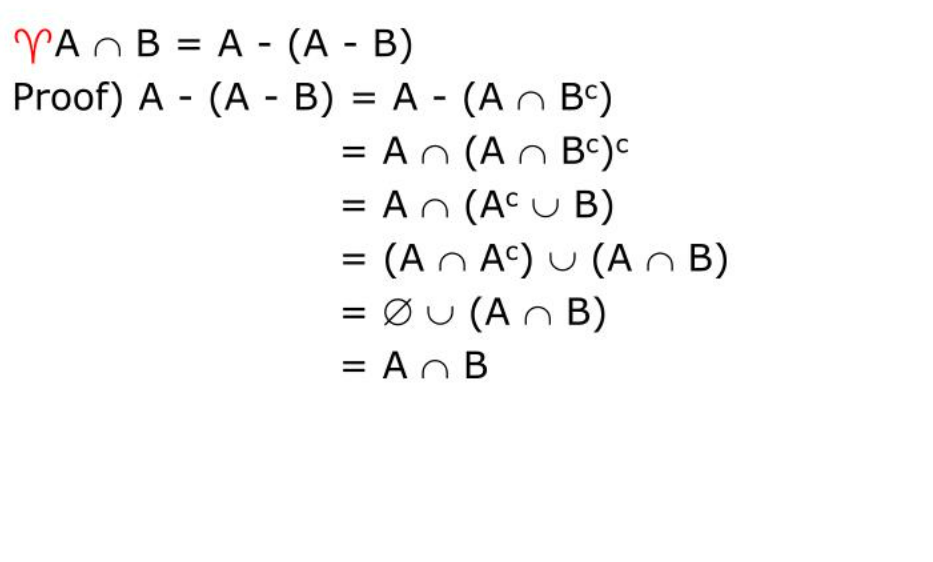 ♈A ∩ B = A - (A - B)
Proof) A - (A - B) = A - (A ∩ Bᶜ)
= A ∩ (A ∩ Bᶜ)ᶜ
= A ∩ (Aᶜ ∪ B)
= (A ∩ Aᶜ) ∪ (A ∩ B)
= ∅ ∪ (A ∩ B)
= A ∩ B